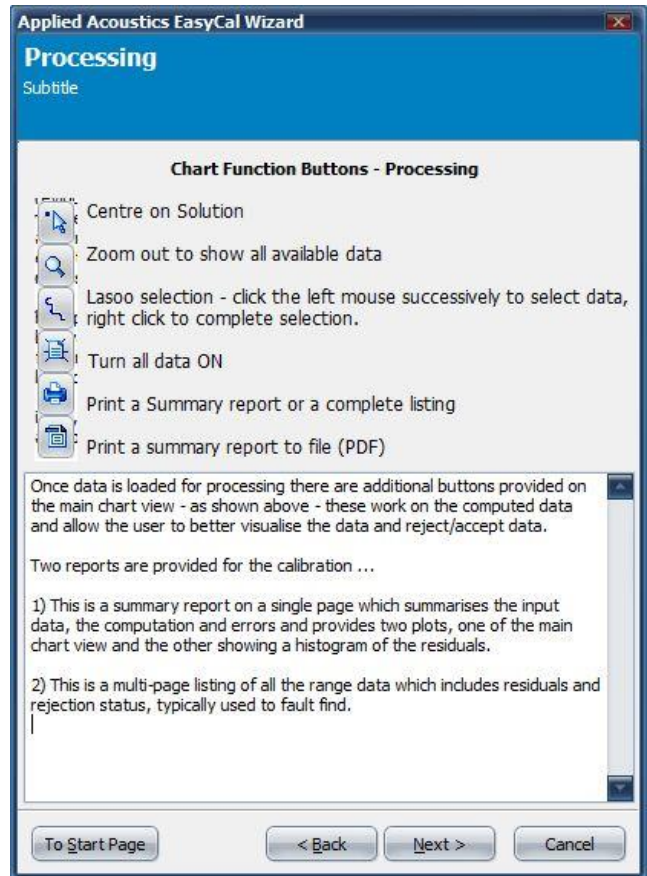 Applied Acoustics EasyCal Wizard
Processing
Subtitle
Chart Function Buttons - Processing
Centre on Solution
Zoom out to show all available data
Lasoo selection - click the left mouse successively to select data,
right click to complete selection.
Turn all data ON
Print a Summary report or a complete listing
Print a summary report to file (PDF)
Once data is loaded for processing there are additional buttons provided on
the main chart view - as shown above - these work on the computed data
and allow the user to better visualise the data and reject/accept data.
Two reports are provided for the calibration ...
1) This is a summary report on a single page which summarises the input
data, the computation and errors and provides two plots, one of the main
chart view and the other showing a histogram of the residuals.
2) This is a multi-page listing of all the range data which includes residuals and
rejection status, typically used to fault find.
To Start Page
< Back
Next >
Cancel